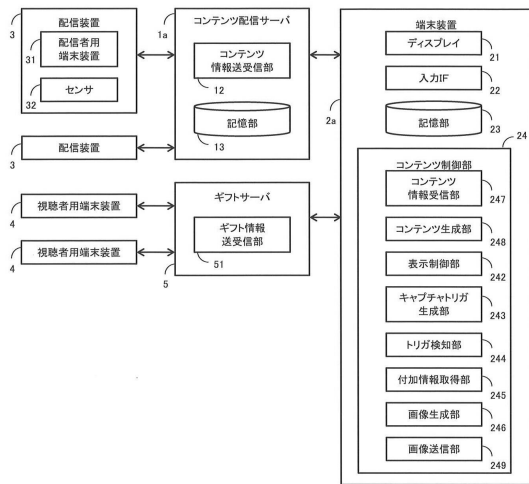 3
配信装置
31
配信者用
端末装置
32
センサ
3
配信装置
4
視聴者用端末装置
4
視聴者用端末装置
1a
コンテンツ配信サーバ
コンテンツ
情報送受信部
12
記憶部
13
ギフトサーバ
ギフト情報
送受信部
51
5
端末装置
2a
ディスプレイ
21
入力IF
22
記憶部
23
24
コンテンツ制御部
コンテンツ
情報受信部
247
コンテンツ生成部
248
表示制御部
242
キャプチャトリガ
生成部
243
トリガ検知部
244
付加情報取得部
245
画像生成部
246
画像送信部
249